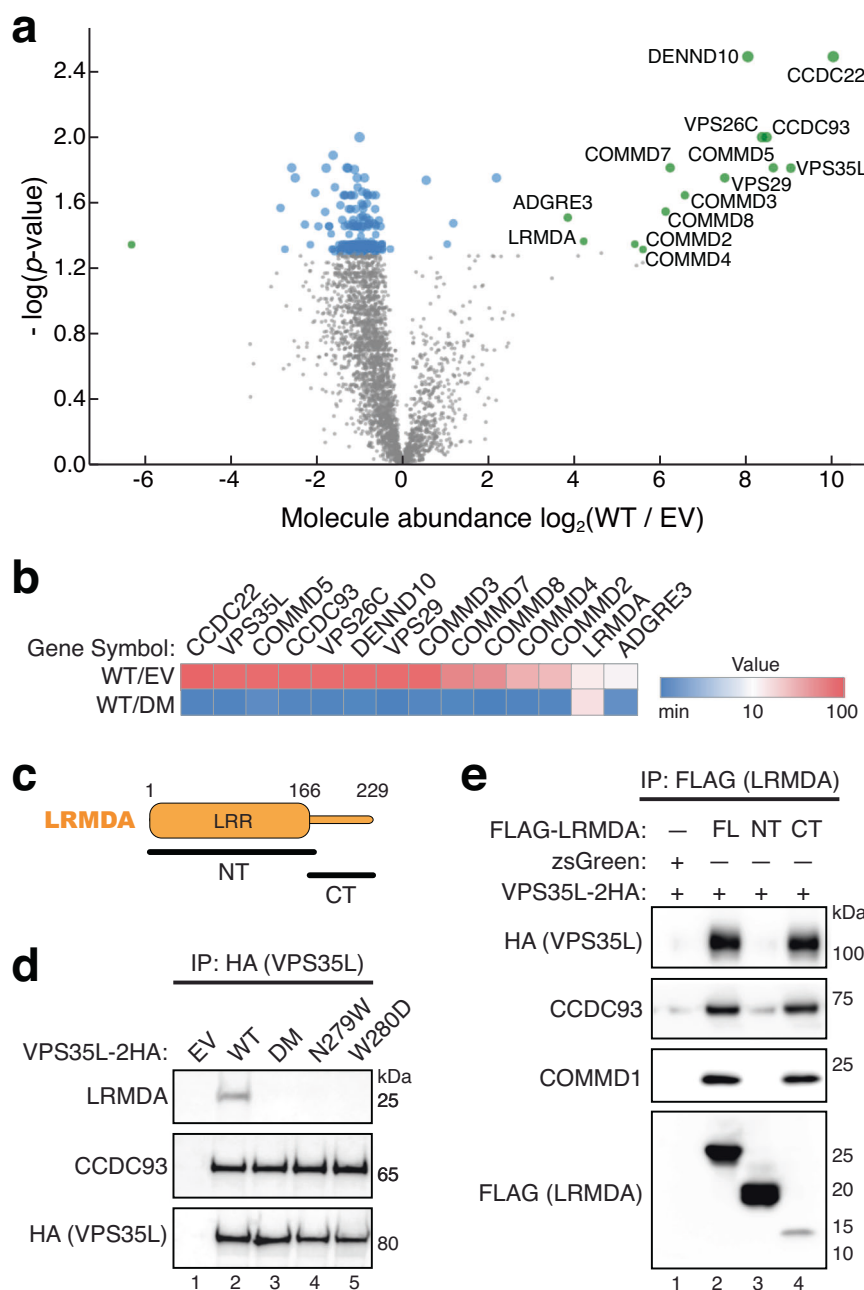 a
- log(p-value)
2.4
2.0
1.6
1.2
0.8
0.4
0.0
DENND10
CCDC22
VPS26C
CCDC93
COMMD7
COMMD5
VPS35L
VPS29
COMMD3
ADGRE3
COMMD8
LRMDA
COMMD2
COMMD4
-6 -4 -2 0 2 4 6 8 10
Molecule abundance log2(WT / EV)
b
Gene Symbol: CCDC22 VPS35L COMMD5 CCDC93 VPS26C DENND10 VPS29 COMMD3 COMMD7 COMMD8 COMMD4 COMMD2 LRMDA ADGRE3
WT/EV
WT/DM
Value
min 10 100
c
1 166 229
LRMDA LRR
NT
CT
d
IP: HA (VPS35L)
VPS35L-2HA: EV WT DM N279W W280D
kDa
LRMDA 25
CCDC93 65
HA (VPS35L) 80
1 2 3 4 5
e
IP: FLAG (LRMDA)
FLAG-LRMDA: — FL NT CT
zsGreen: + — — —
VPS35L-2HA: + + + +
kDa
HA (VPS35L) 100
CCDC93 75
COMMD1 25
FLAG (LRMDA)
25
20
15
10
1 2 3 4